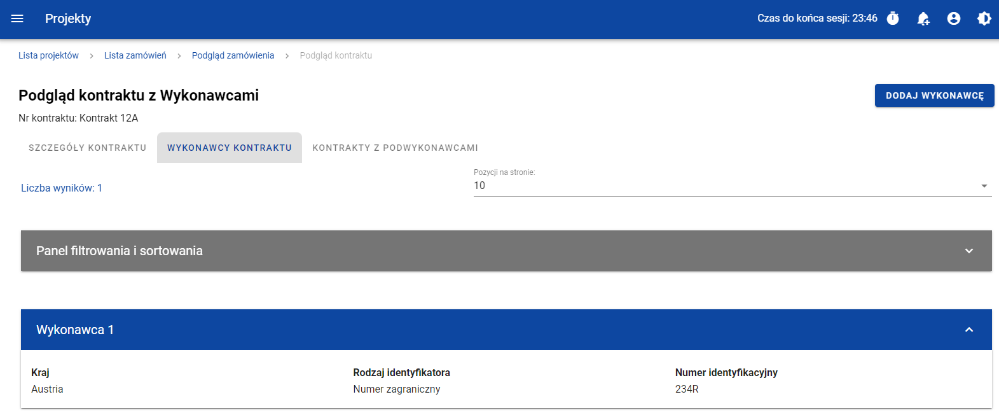 Projekty
Czas do końca sesji: 23:46
Lista projektów
Lista zamówień
Podgląd zamówienia
Podgląd kontraktu
Podgląd kontraktu z Wykonawcami
DODAJ WYKONAWCĘ
Nr kontraktu: Kontrakt 12A
SZCZEGÓŁY KONTRAKTU
WYKONAWCY KONTRAKTU
KONTRAKTY Z PODWYKONAWCAMI
Liczba wyników: 1
Pozycji na stronie:
10
Panel filtrowania i sortowania
Wykonawca 1
Kraj
Austria
Rodzaj identyfikatora
Numer zagraniczny
Numer identyfikacyjny
234R